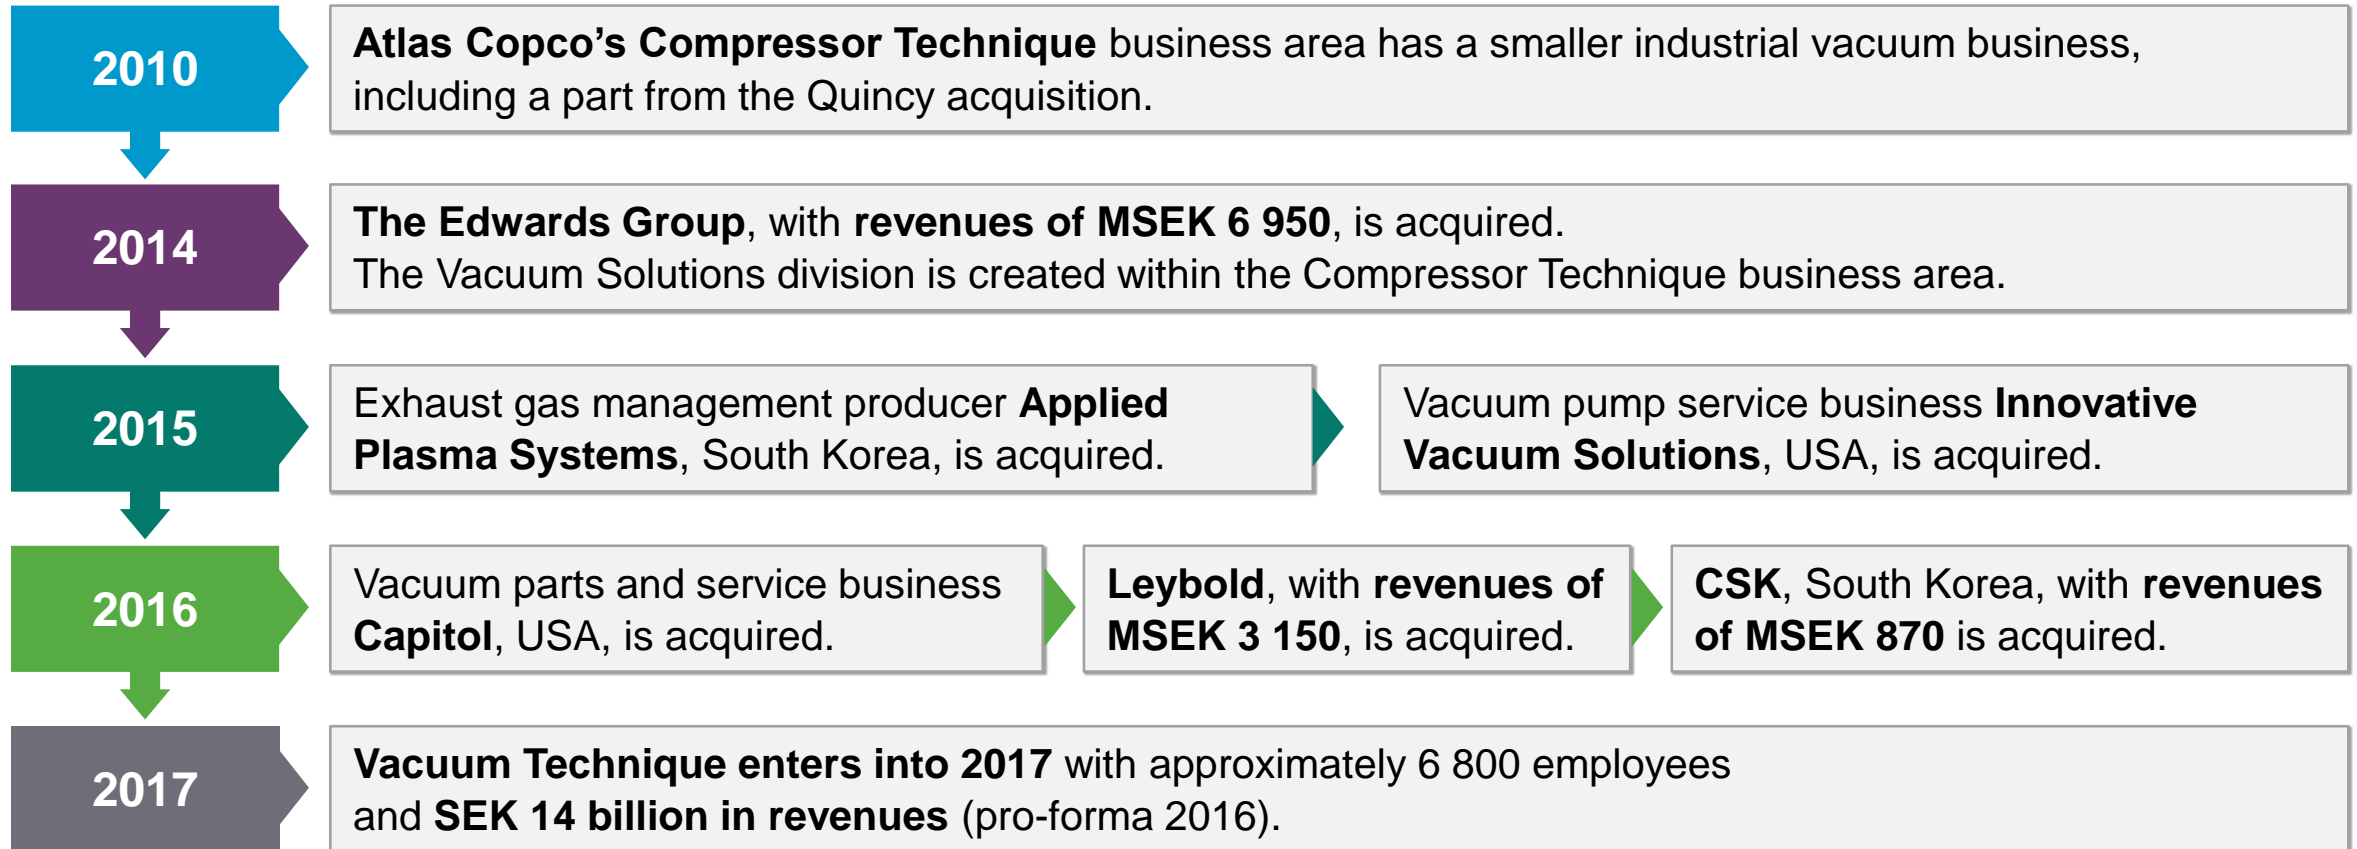 2010
Atlas Copco’s Compressor Technique business area has a smaller industrial vacuum business,
including a part from the Quincy acquisition.
2014
The Edwards Group, with revenues of MSEK 6 950, is acquired.
The Vacuum Solutions division is created within the Compressor Technique business area.
2015
Exhaust gas management producer Applied
Plasma Systems, South Korea, is acquired.
Vacuum pump service business Innovative
Vacuum Solutions, USA, is acquired.
2016
Vacuum parts and service business
Capitol, USA, is acquired.
Leybold, with revenues of
MSEK 3 150, is acquired.
CSK, South Korea, with revenues
of MSEK 870 is acquired.
2017
Vacuum Technique enters into 2017 with approximately 6 800 employees
and SEK 14 billion in revenues (pro-forma 2016).